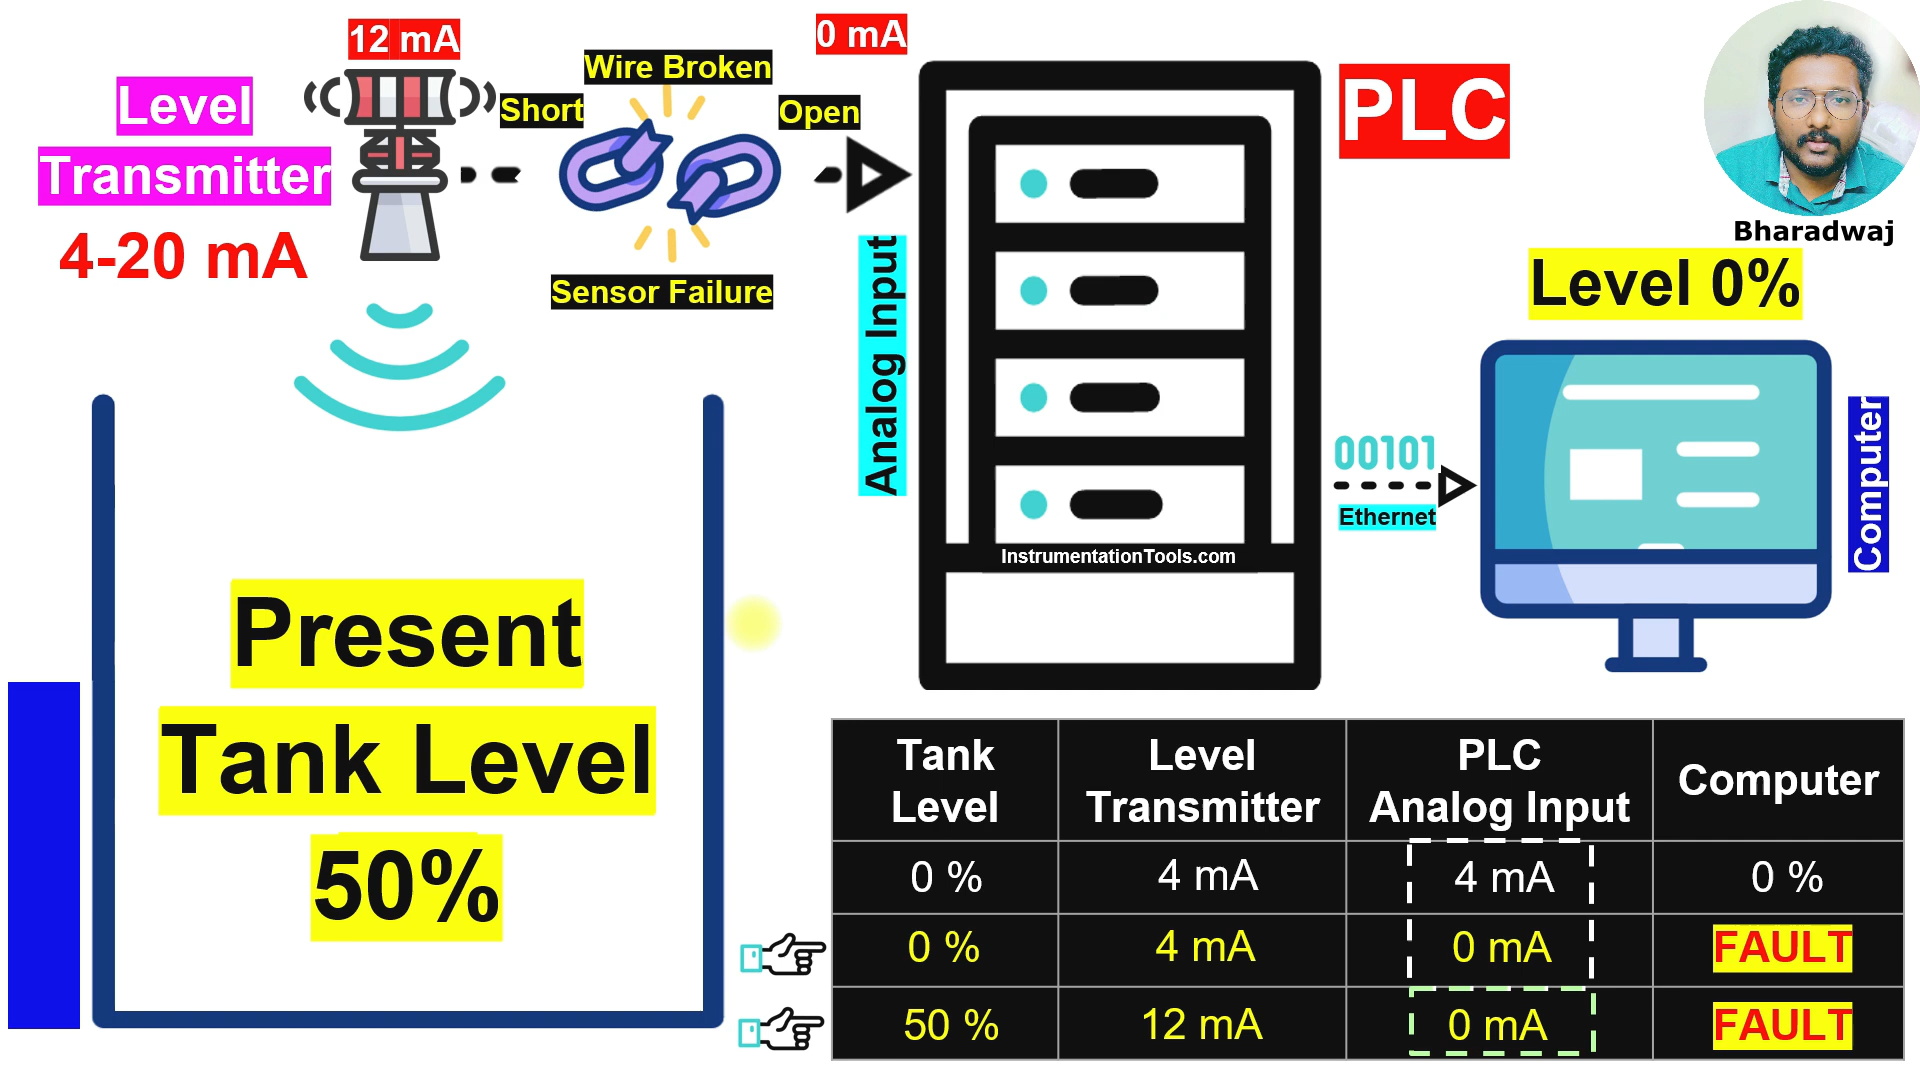 12 mA
0 mA
Wire Broken
Short
Open
Level
Transmitter
4-20 mA
Sensor Failure
Analog Input
PLC
Bharadwaj
Level 0%
00101
Ethernet
Computer
InstrumentationTools.com
Present
Tank Level
50%
Tank Level
Level Transmitter
PLC Analog Input
Computer
0 % 4 mA 4 mA 0 %
0 % 4 mA 0 mA FAULT
50 % 12 mA 0 mA FAULT